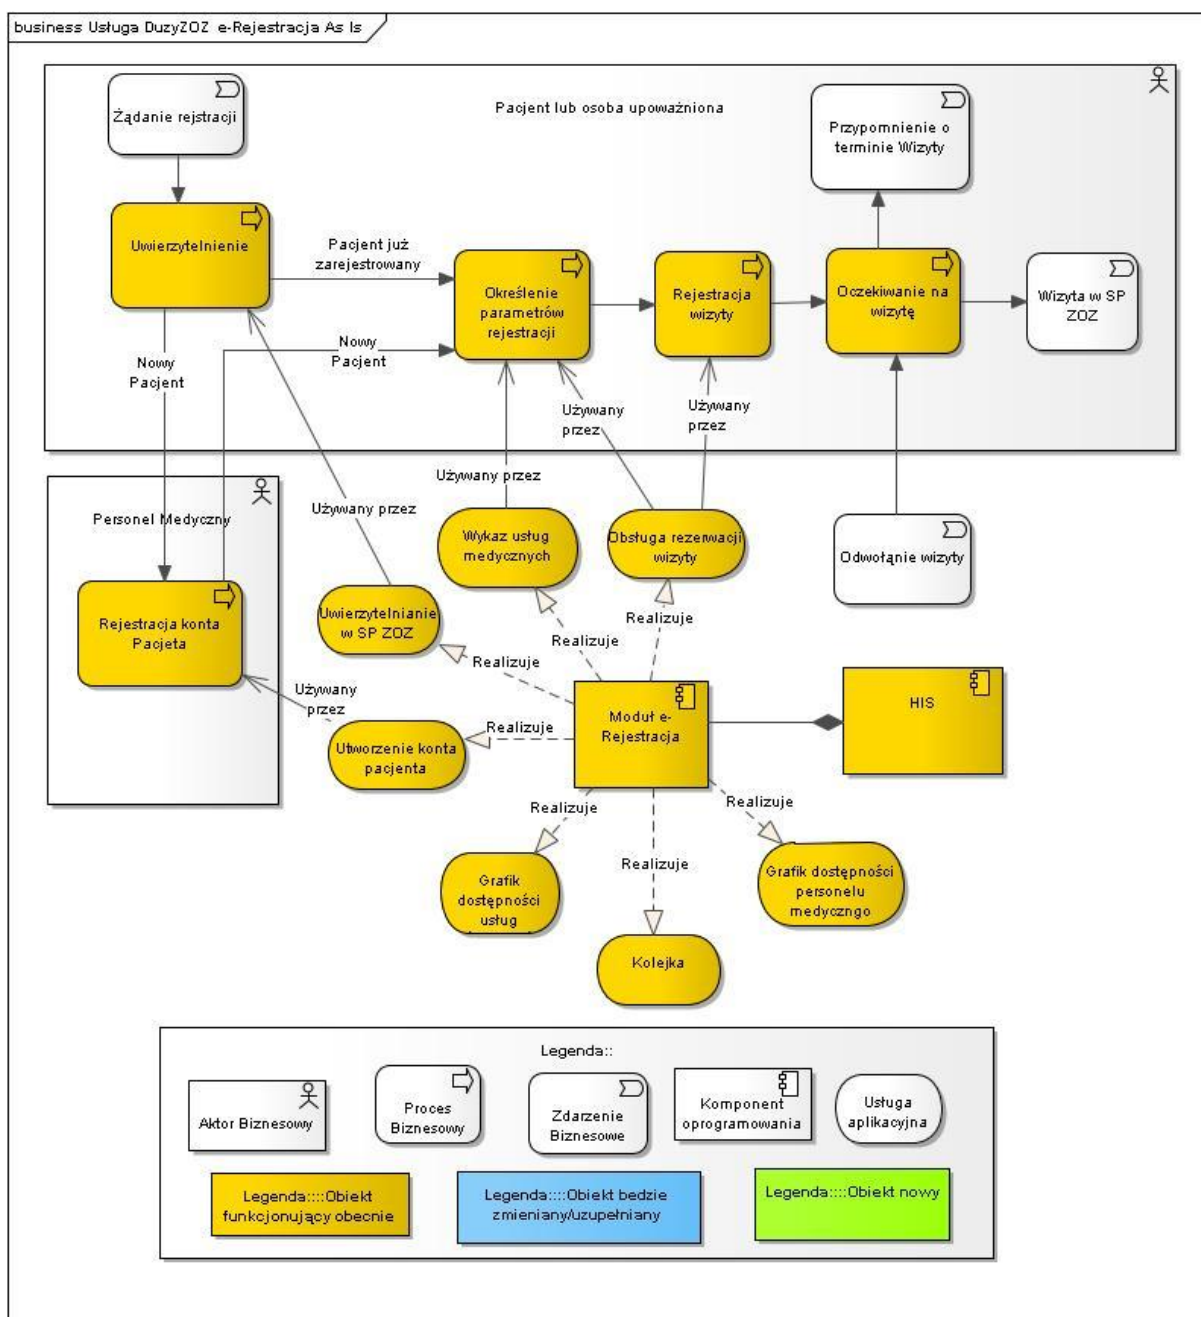 business Usługa DuzyZOZ e-Rejestracja As Is
Pacjent lub osoba upoważniona
Żądanie rejstracji
Przypomnienie o
terminie Wizyty
Uwierzytelnienie
Pacjent już
zarejestrowany
Określenie
parametrów
rejestracji
Rejestracja
wizyty
Oczekiwanie na
wizytę
Wizyta w SP
ZOZ
Nowy
Pacjent
Nowy
Pacjent
Używany
przez
Używany
przez
Używany przez
Używany przez
Personel Medyczny
Wykaz usług
medycznych
Obsługa rezerwacji
wizyty
Odwołąnie wizyty
Rejestracja konta
Pacjeta
Uwierzytelnianie
w SP ZOZ
Realizuje
Realizuje
Realizuje
Używany
przez
Realizuje
Moduł e-
Rejestracja
HIS
Utworzenie konta
pacjenta
Realizuje
Realizuje
Realizuje
Grafik
dostępności
usług
Grafik dostępności
personelu
medyczngo
Kolejka
Legenda::
Aktor Biznesowy
Proces
Biznesowy
Zdarzenie
Biznesowe
Komponent
oprogramowania
Usługa
aplikacyjna
Legenda::::Obiekt
funkcjonujący obecnie
Legenda::::Obiekt bedzie
zmieniany/uzupełniany
Legenda::::Obiekt nowy